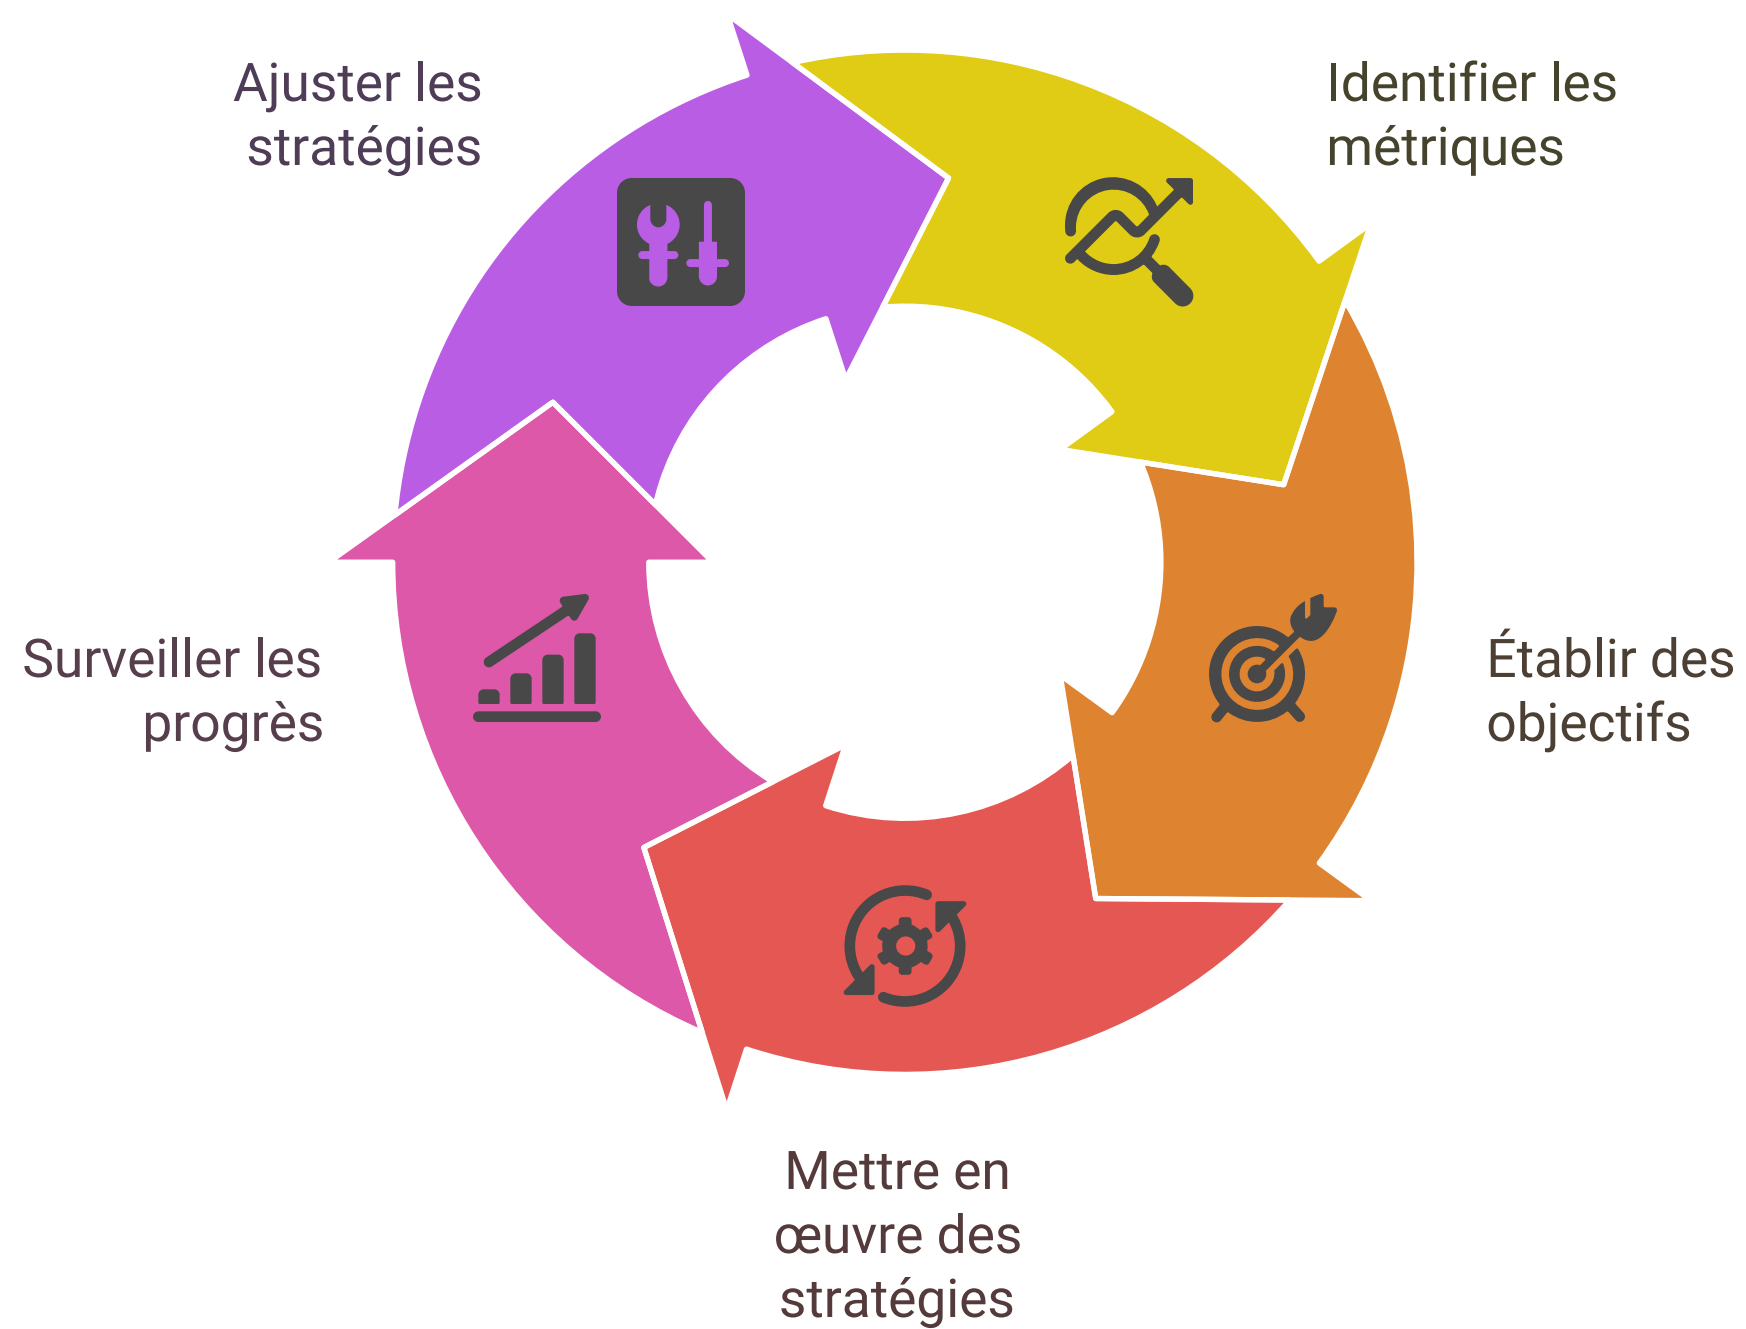 Ajuster les
stratégies
Identifier les
métriques
Surveiller les
progrès
Établir des
objectifs
Mettre en
œuvre des
stratégies